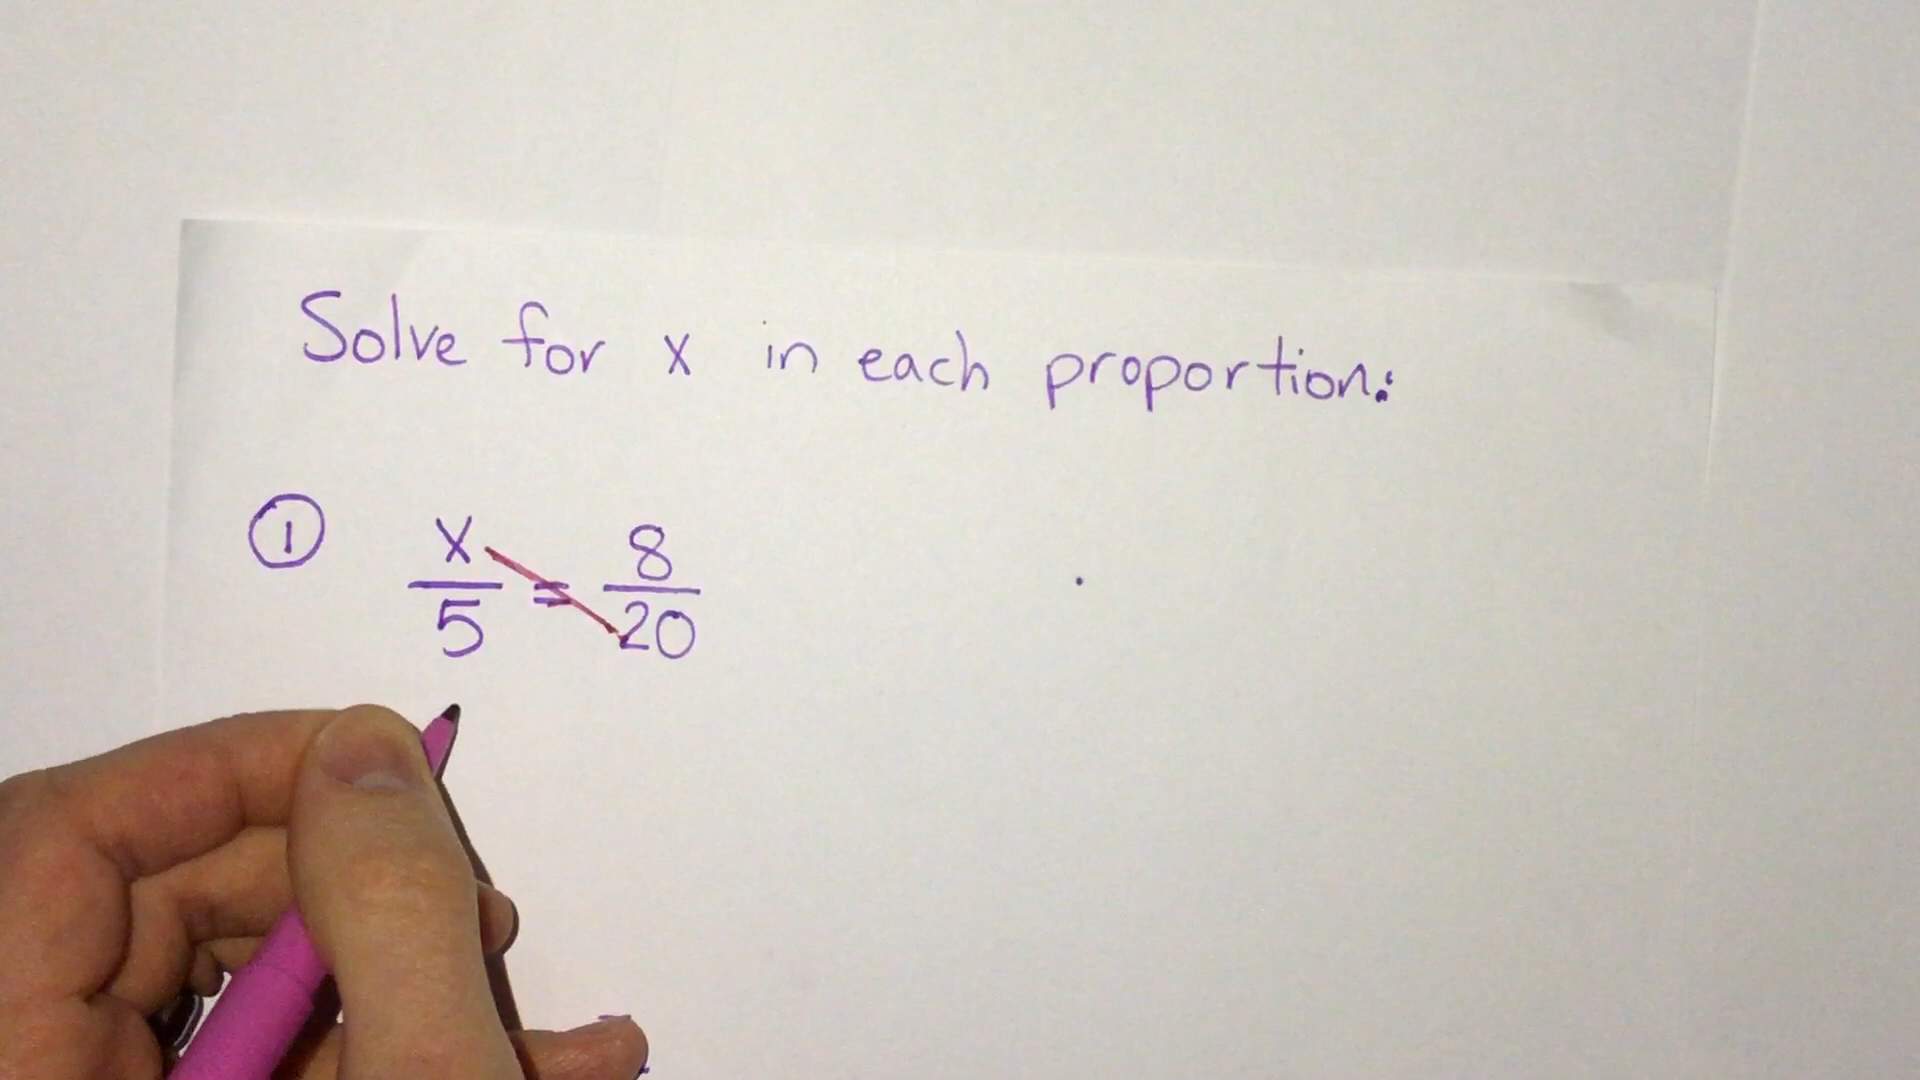 Solve for x in each proportion:
① x/5 = 8/20